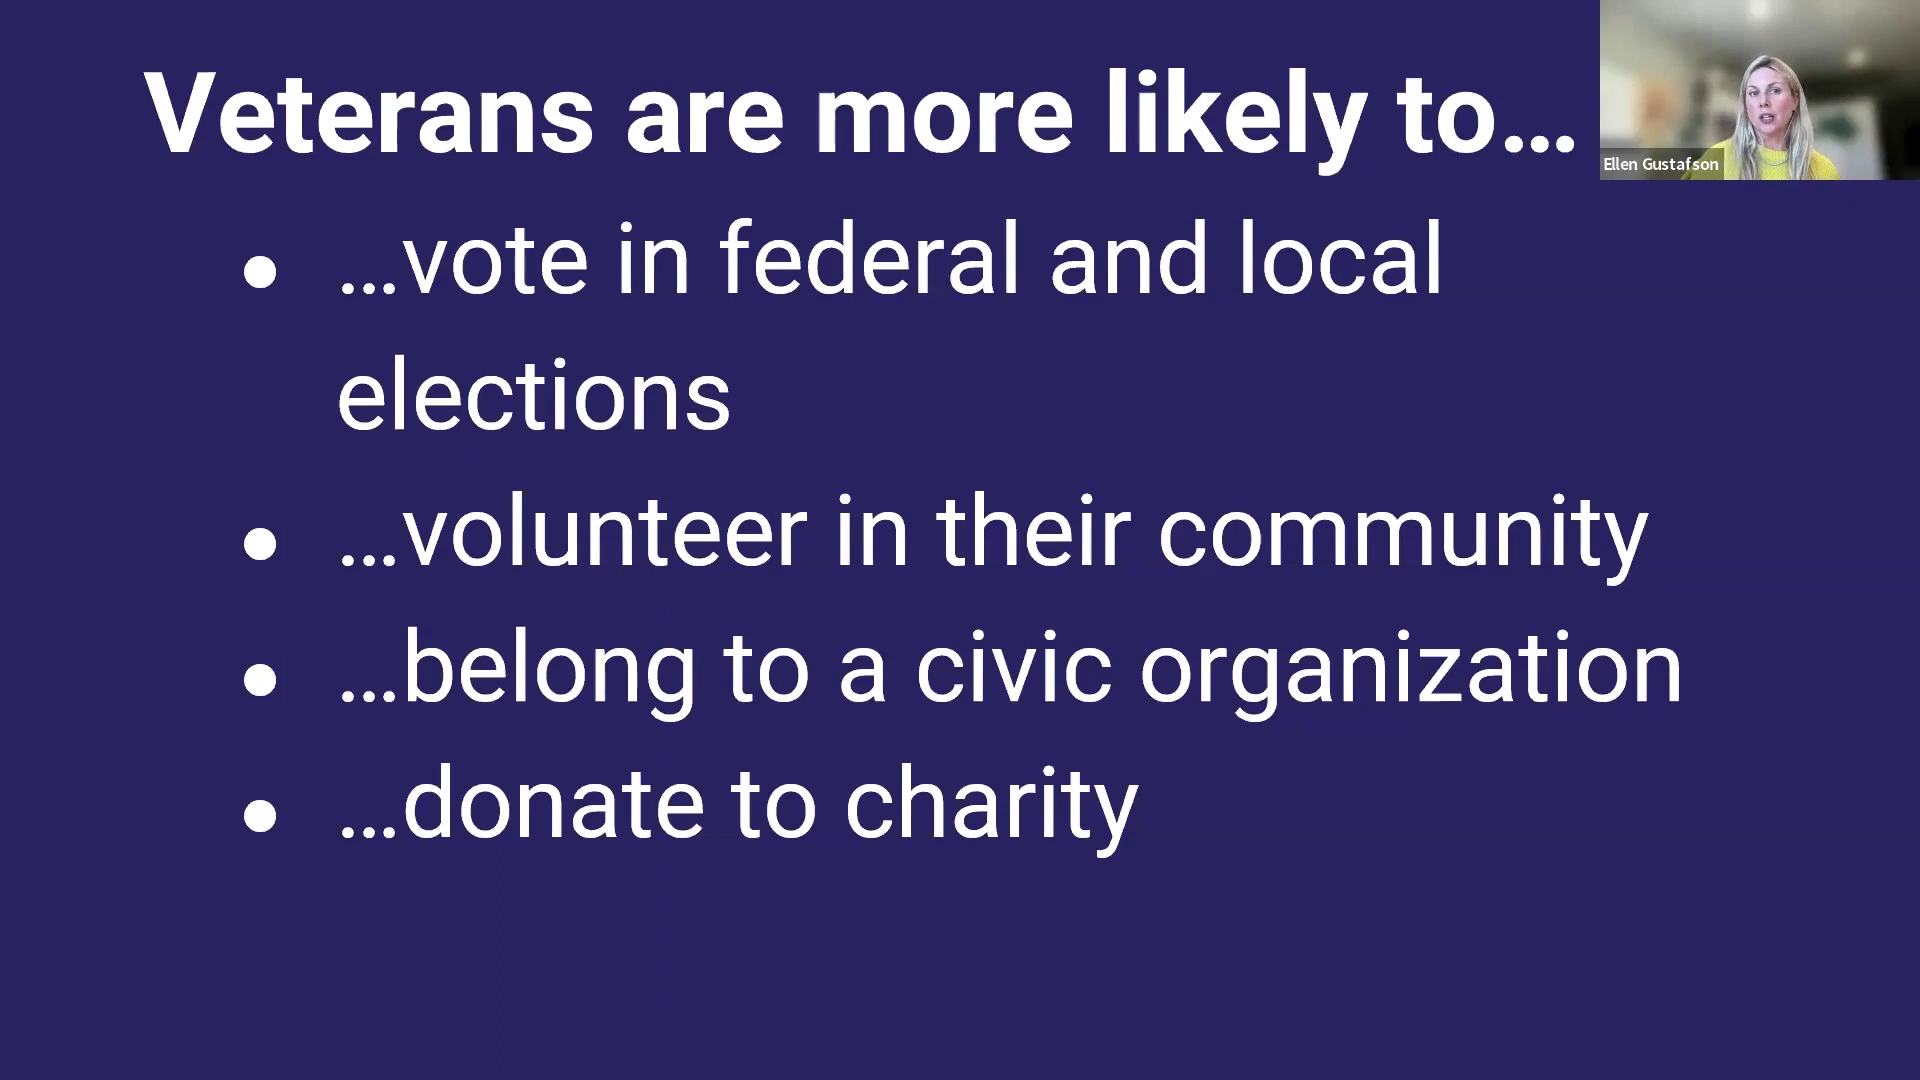 Veterans are more likely to...
Ellen Gustafson
● ...vote in federal and local
elections
● ...volunteer in their community
● ...belong to a civic organization
● ...donate to charity